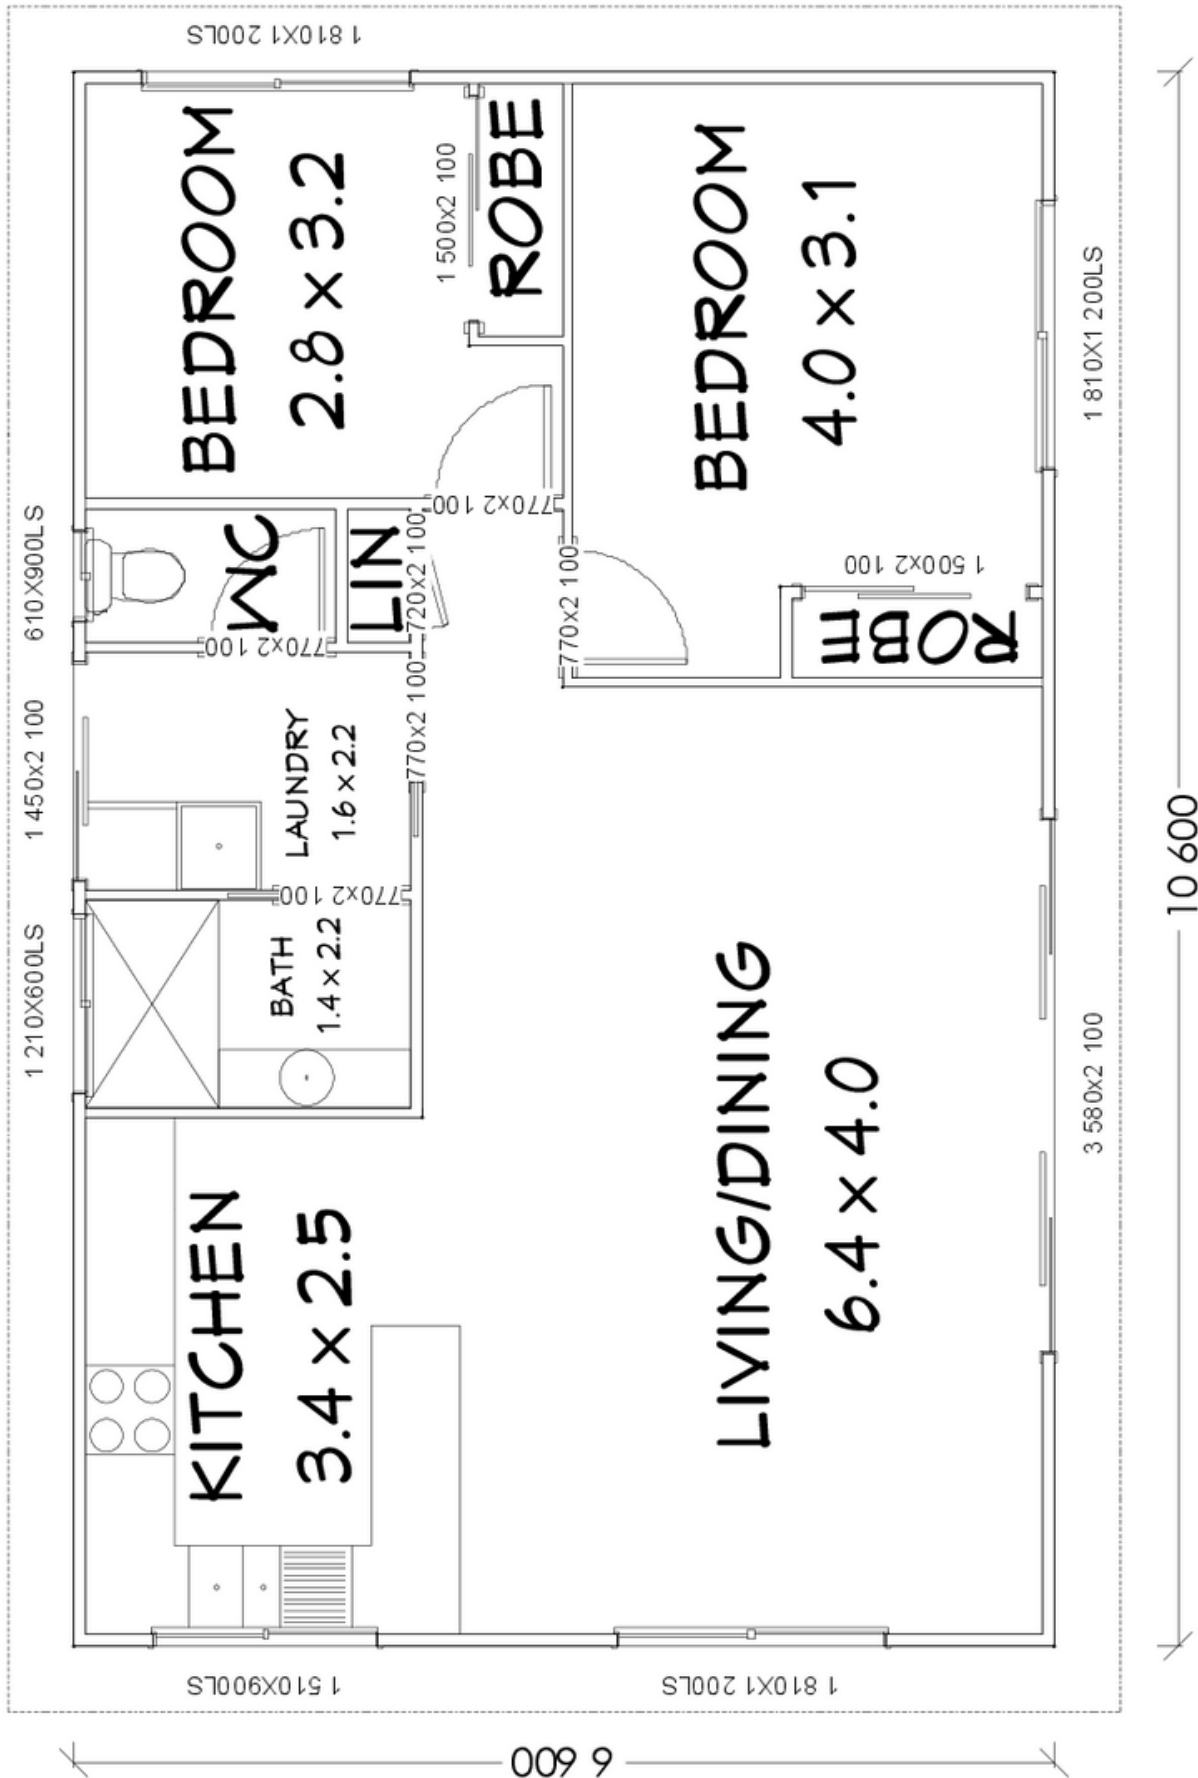 1 210X600LS
1 450x2 100
610X900LS
KITCHEN
3.4 x 2.5
BATH
1.4 x 2.2
LAUNDRY
1.6 x 2.2
WC
LIN
BEDROOM
2.8 x 3.2
ROBE
1 500x2 100
770x2 100
770x2 100
770x2 100
720x2 100
770x2 100
770x2 100
1 510X900LS
1 810X1 200LS
LIVING/DINING
6.4 x 4.0
BEDROOM
4.0 x 3.1
ROBE
1 500x2 100
1 810X1 200LS
1 810X1 200LS
3 580x2 100
6 600
10 600